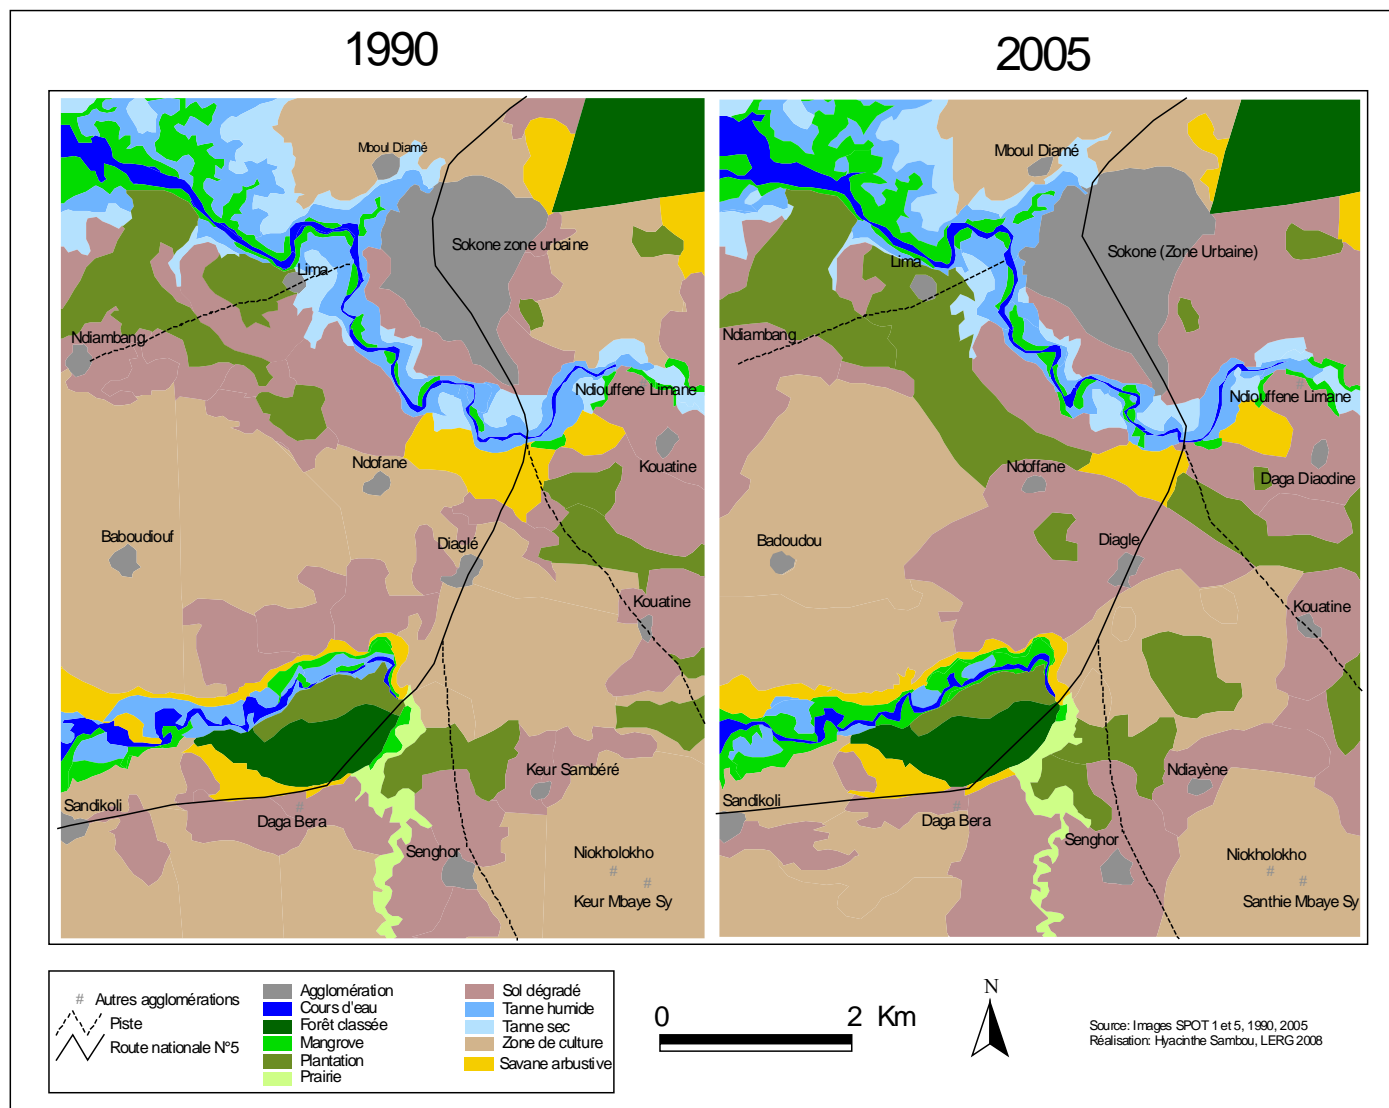 1990
2005
Mboul Diamé
Sokone zone urbaine
Lima
Ndiambang
Ndiouffene Limane
Ndofane
Kouatine
Baboudiouf
Diaglé
Kouatine
Keur Sambéré
Sandikoli
Daga Bera
Senghor
Niokholokho
Keur Mbaye Sy
Mboul Diamé
Sokone (Zone Urbaine)
Lima
Ndiambang
Ndiouffene Limane
Ndoffane
Daga Diaodine
Badoudou
Diagle
Kouatine
Ndiayène
Sandikoli
Daga Bera
Senghor
Niokholokho
Santhie Mbaye Sy
# Autres agglomérations
Piste
Route nationale N°5
Agglomération
Cours d'eau
Forêt classée
Mangrove
Plantation
Prairie
Sol dégradé
Tanne humide
Tanne sec
Zone de culture
Savane arbustive
0 2 Km
N
Source: Images SPOT 1 et 5, 1990, 2005
Réalisation: Hyacinthe Sambou, LERG 2008